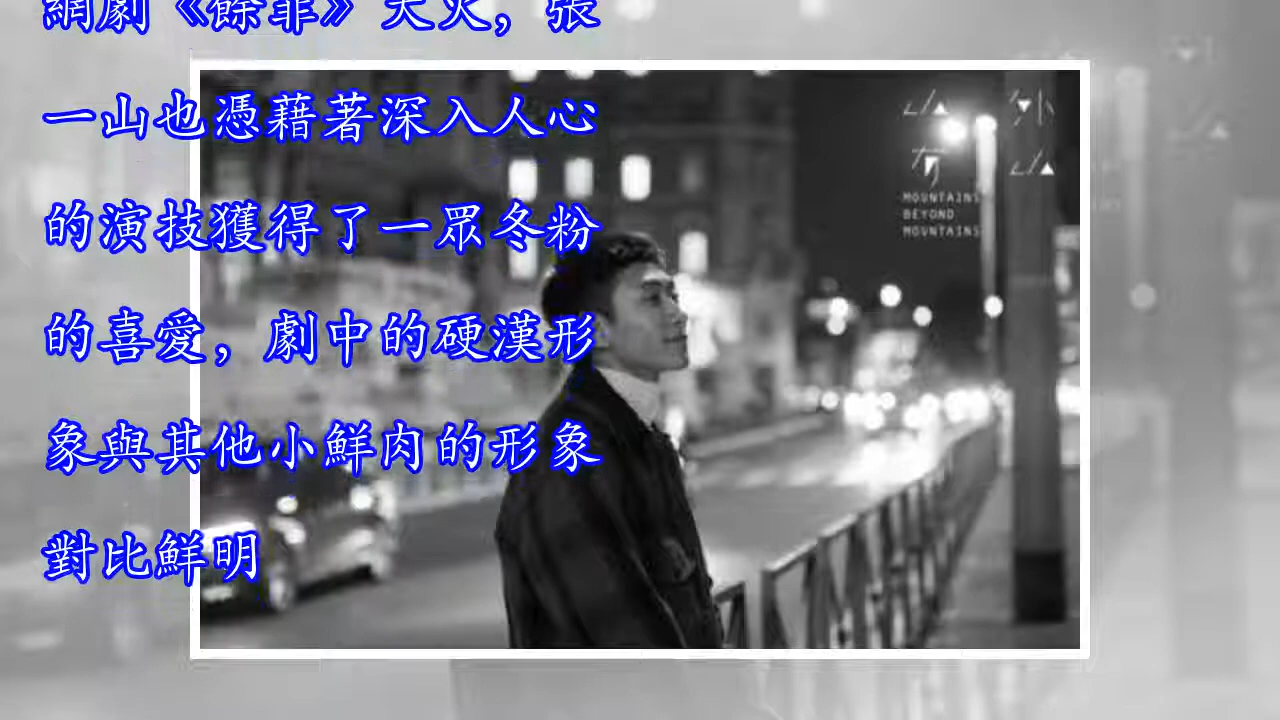 網劇《餘罪》大火，張
一山也憑藉著深入人心
的演技獲得了一眾冬粉
的喜愛，劇中的硬漢形
象與其他小鮮肉的形象
對比鮮明
山外
有山
MOUNTAINS
BEYOND
MOUNTAINS